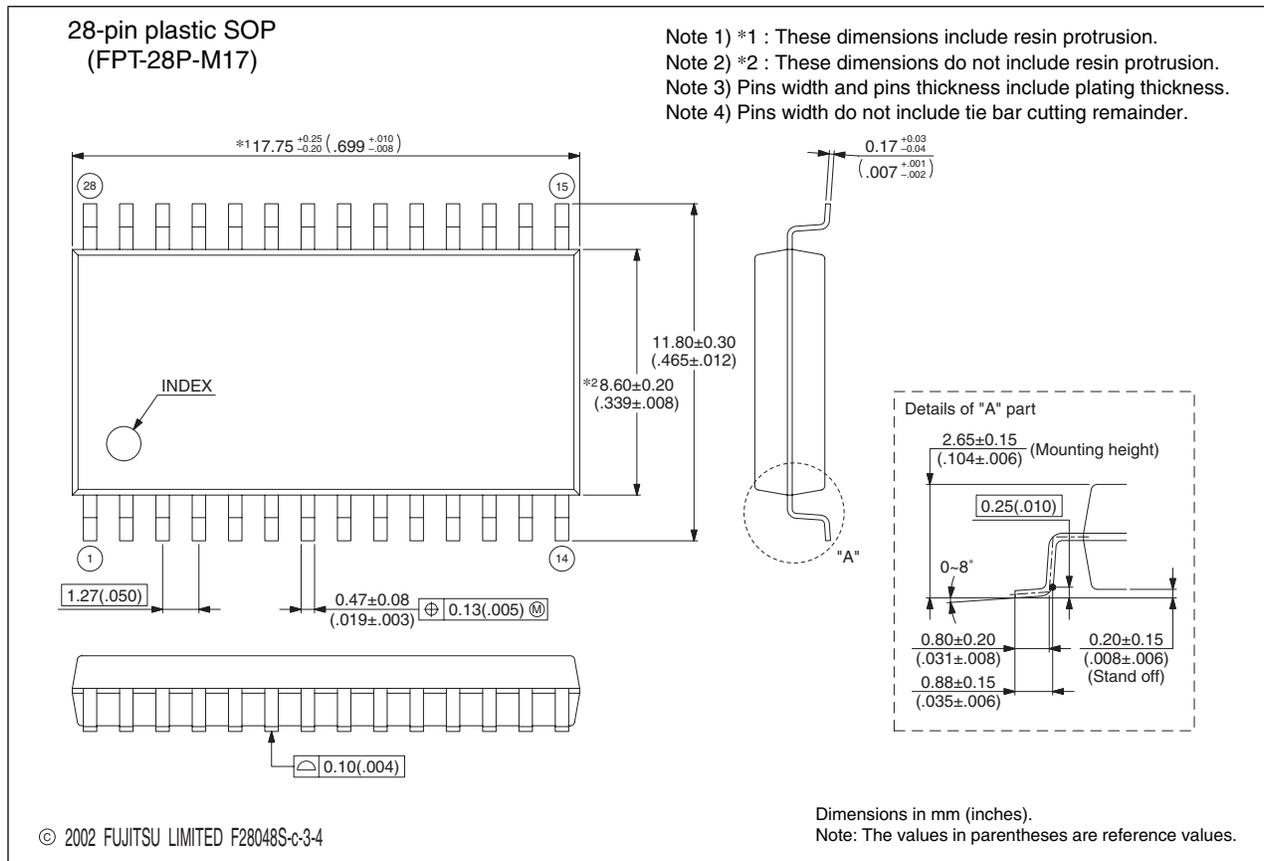 28-pin plastic SOP
(FPT-28P-M17)
Note 1) *1 : These dimensions include resin protrusion.
Note 2) *2 : These dimensions do not include resin protrusion.
Note 3) Pins width and pins thickness include plating thickness.
Note 4) Pins width do not include tie bar cutting remainder.
*1 17.75 +0.25 −0.20 (.699 +.010 −.008)
0.17 +0.03 −0.04
(.007 +.001 −.002)
28
15
11.80±0.30
(.465±.012)
*2 8.60±0.20
(.339±.008)
INDEX
1
14
"A"
1.27(.050)
0.47±0.08
(.019±.003)
⌖ 0.13(.005) Ⓜ
Details of "A" part
2.65±0.15
(.104±.006)
(Mounting height)
0.25(.010)
0~8°
0.80±0.20
(.031±.008)
0.88±0.15
(.035±.006)
0.20±0.15
(.008±.006)
(Stand off)
⌓ 0.10(.004)
© 2002 FUJITSU LIMITED F28048S-c-3-4
Dimensions in mm (inches).
Note: The values in parentheses are reference values.